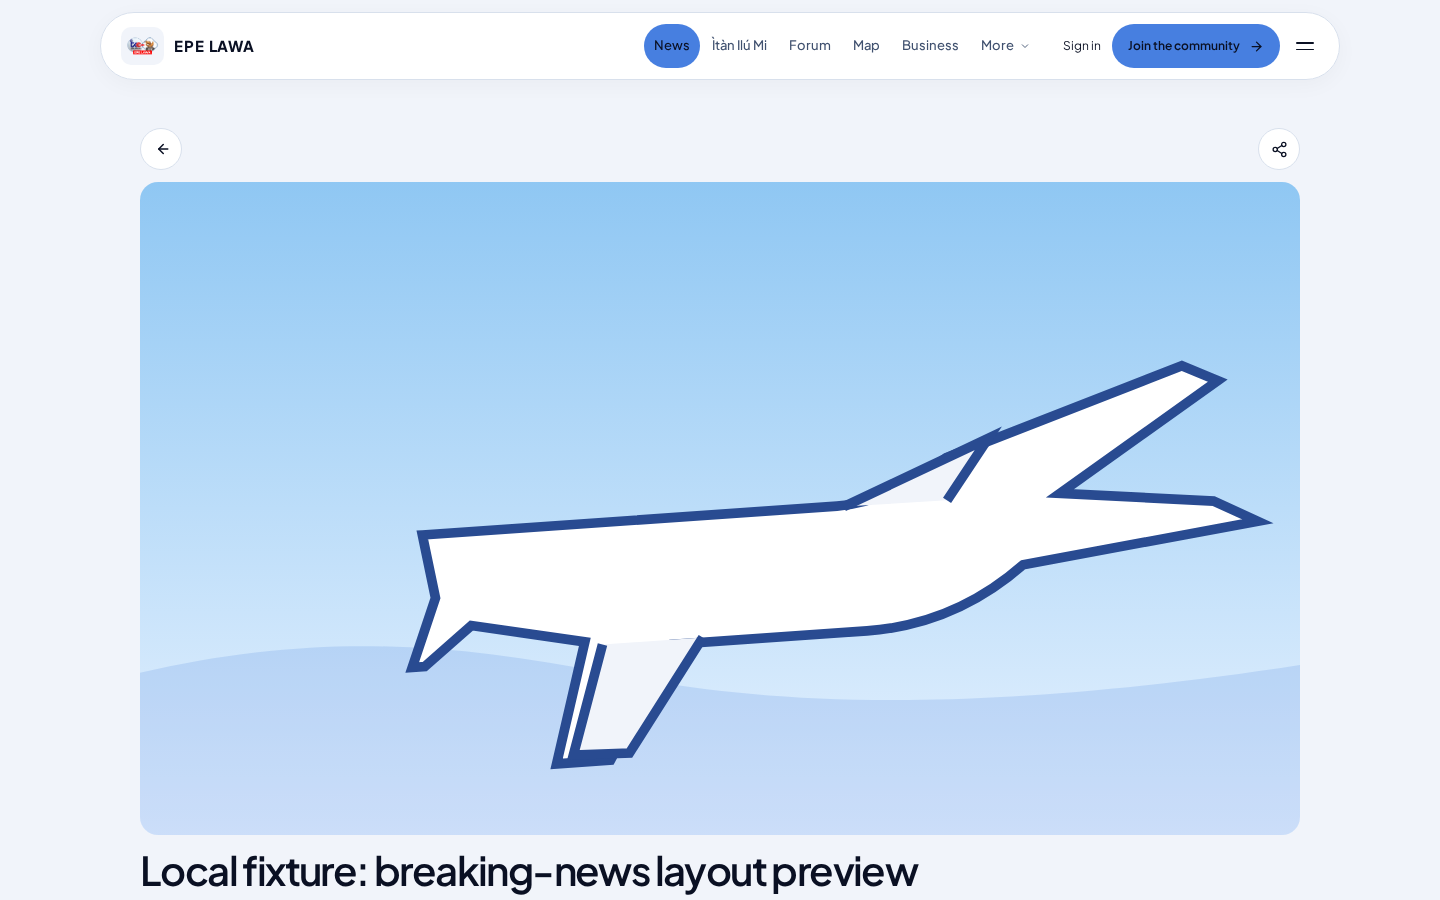 EPE LAWA
News
Ìtàn Ilú Mi
Forum
Map
Business
More
Sign in
Join the community
Local fixture: breaking-news layout preview